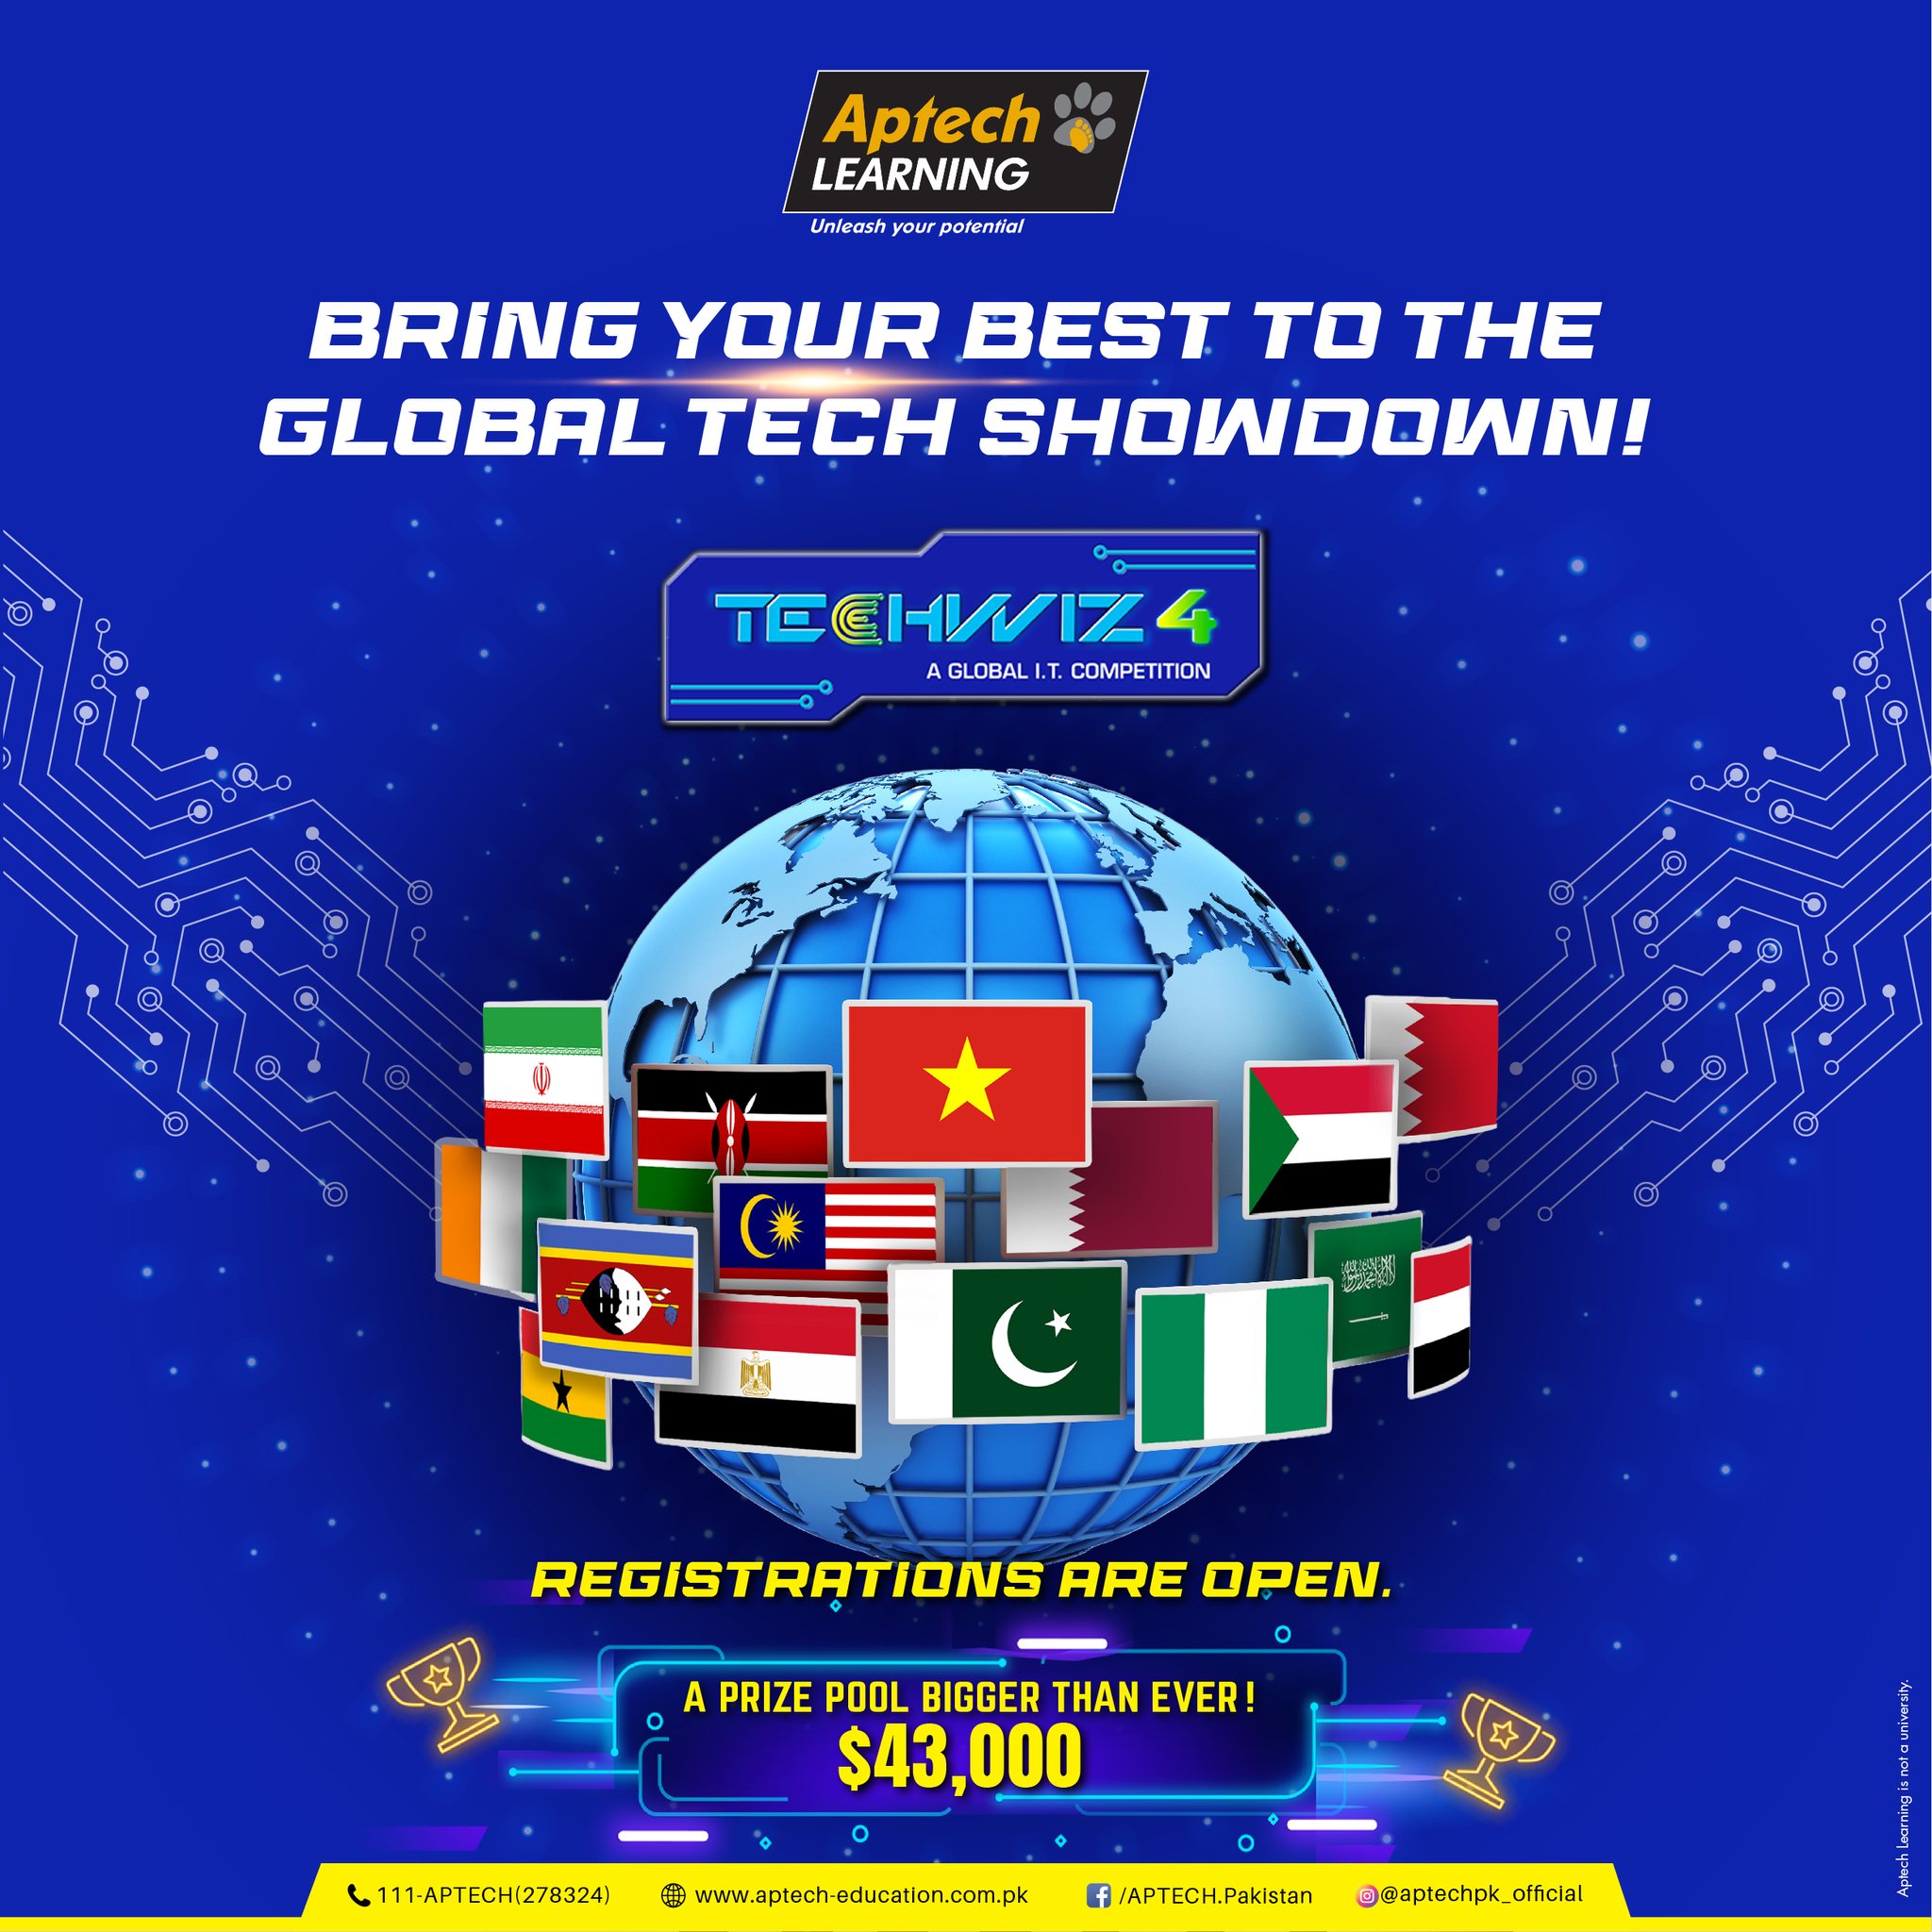 Aptech
LEARNING
Unleash your potential
BRING YOUR BEST TO THE
GLOBAL TECH SHOWDOWN!
TECHWIZ 4
A GLOBAL I.T. COMPETITION
REGISTRATIONS ARE OPEN.
A PRIZE POOL BIGGER THAN EVER!
$43,000
111-APTECH(278324)
www.aptech-education.com.pk
/APTECH.Pakistan
@aptechpk_official
Aptech Learning is not a university.